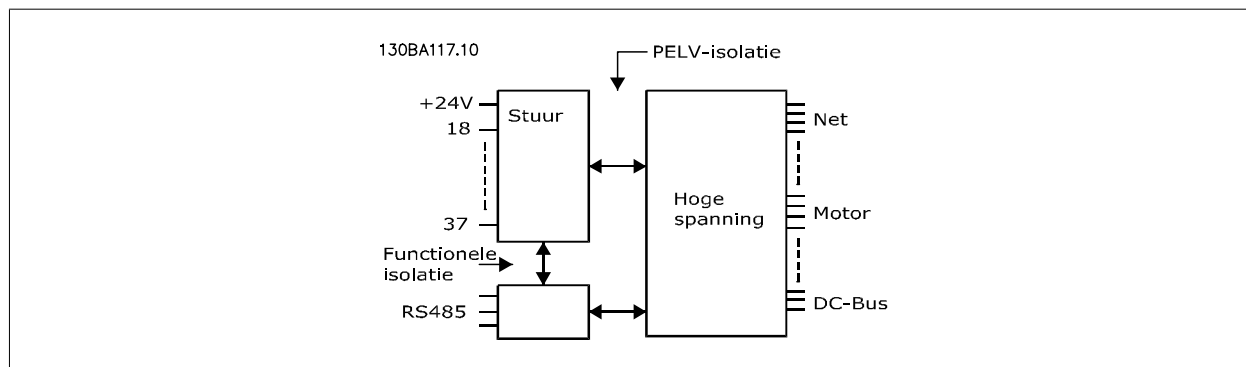 130BA117.10
PELV-isolatie
+24V
Stuur
18
Net
Hoge
spanning
Motor
37
Functionele
isolatie
RS485
DC-Bus